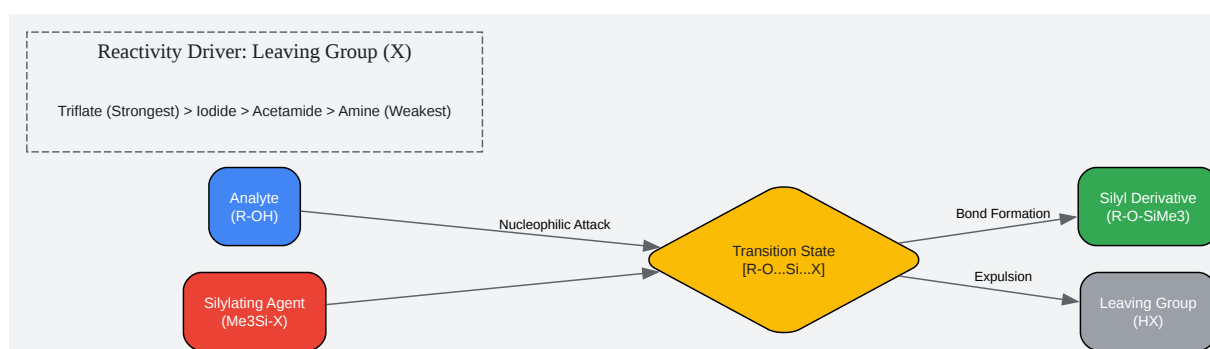 Reactivity Driver: Leaving Group (X)
Triflate (Strongest) > Iodide > Acetamide > Amine (Weakest)
Analyte
(R-OH)
Nucleophilic Attack
Silylating Agent
(Me3Si-X)
Transition State
[R-O...Si...X]
Bond Formation
Expulsion
Silyl Derivative
(R-O-SiMe3)
Leaving Group
(HX)